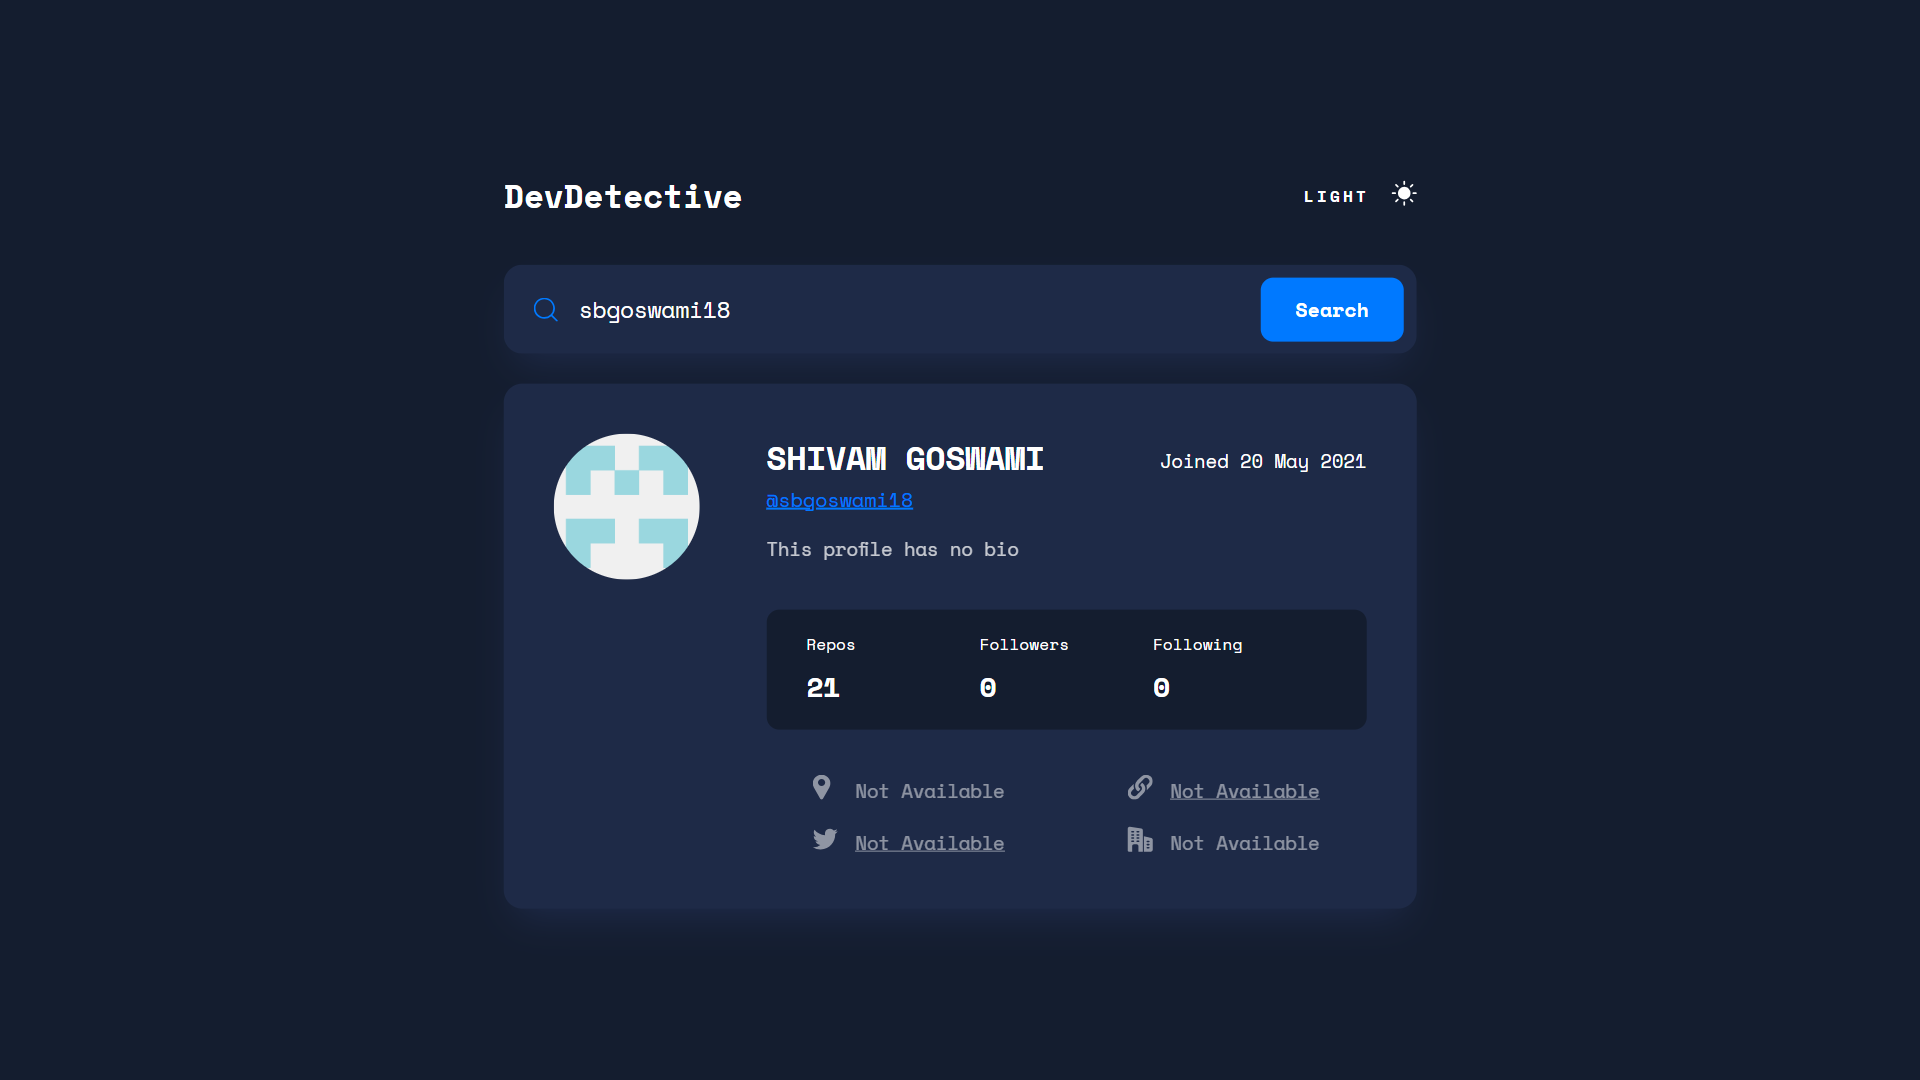 DevDetective
LIGHT
sbgoswami18
Search
SHIVAM GOSWAMI
Joined 20 May 2021
@sbgoswami18
This profile has no bio
Repos Followers Following
21 0 0
Not Available Not Available
Not Available Not Available